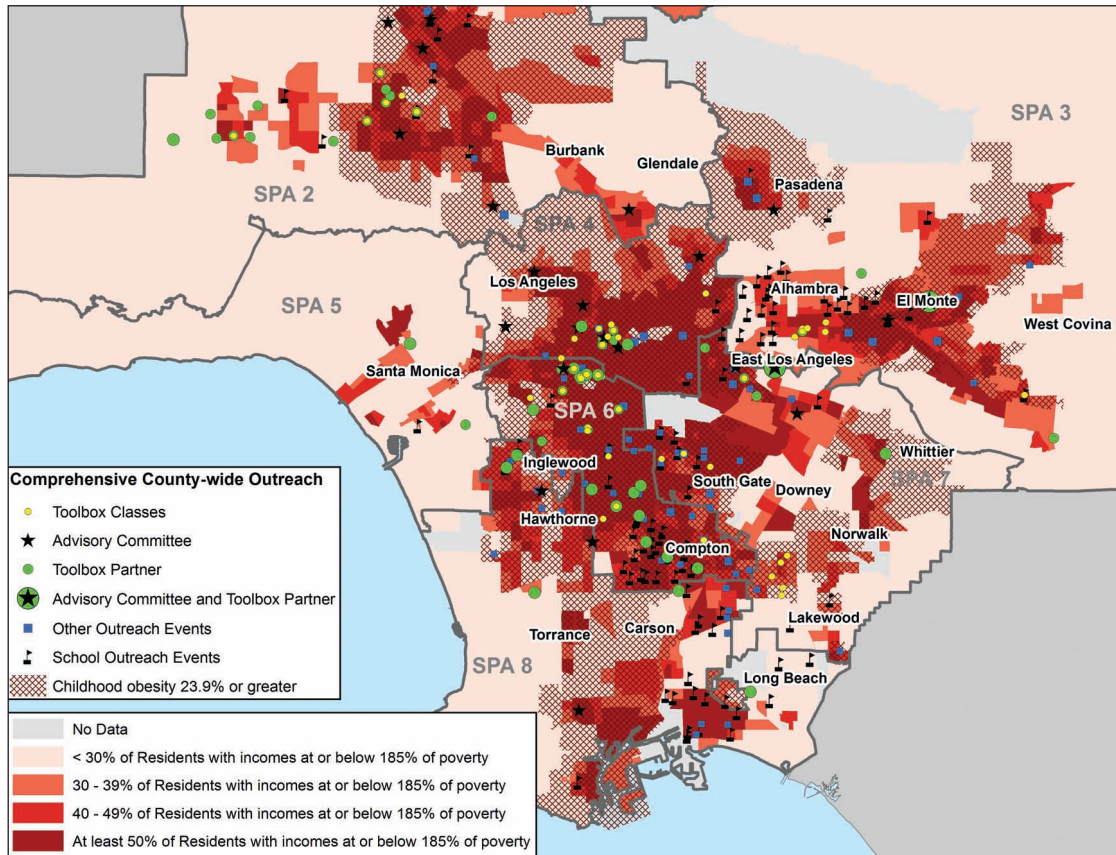 SPA 3
Burbank
Glendale
Pasadena
SPA 2
SPA 4
Los Angeles
Alhambra
El Monte
SPA 5
West Covina
East Los Angeles
Santa Monica
SPA 6
Whittier
Inglewood
SPA 7
South Gate
Downey
Hawthorne
Norwalk
Compton
Lakewood
Torrance
Carson
SPA 8
Long Beach
Comprehensive County-wide Outreach
Toolbox Classes
Advisory Committee
Toolbox Partner
Advisory Committee and Toolbox Partner
Other Outreach Events
School Outreach Events
Childhood obesity 23.9% or greater
No Data
< 30% of Residents with incomes at or below 185% of poverty
30 - 39% of Residents with incomes at or below 185% of poverty
40 - 49% of Residents with incomes at or below 185% of poverty
At least 50% of Residents with incomes at or below 185% of poverty